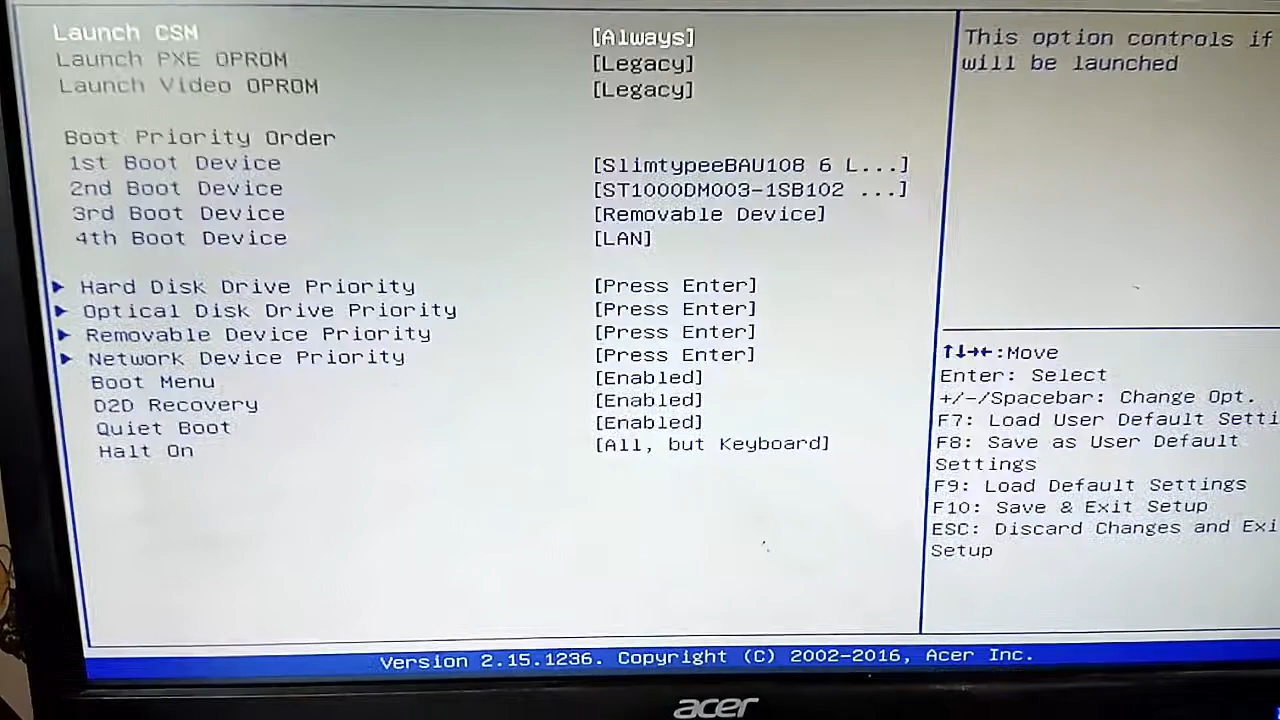 Launch CSM [Always]
Launch PXE OPROM [Legacy]
Launch Video OPROM [Legacy]
Boot Priority Order
1st Boot Device [SlimtypeeBAU108 6 L...]
2nd Boot Device [ST1000DM003-1SB102 ...]
3rd Boot Device [Removable Device]
4th Boot Device [LAN]
Hard Disk Drive Priority [Press Enter]
Optical Disk Drive Priority [Press Enter]
Removable Device Priority [Press Enter]
Network Device Priority [Press Enter]
Boot Menu [Enabled]
D2D Recovery [Enabled]
Quiet Boot [Enabled]
Halt On [All, but Keyboard]
This option controls if
will be launched
↑↓→←:Move
Enter: Select
+/-/Spacebar: Change Opt.
F7: Load User Default Setti
F8: Save as User Default
Settings
F9: Load Default Settings
F10: Save & Exit Setup
ESC: Discard Changes and Exi
Setup
Version 2.15.1236. Copyright (C) 2002-2016, Acer Inc.
acer